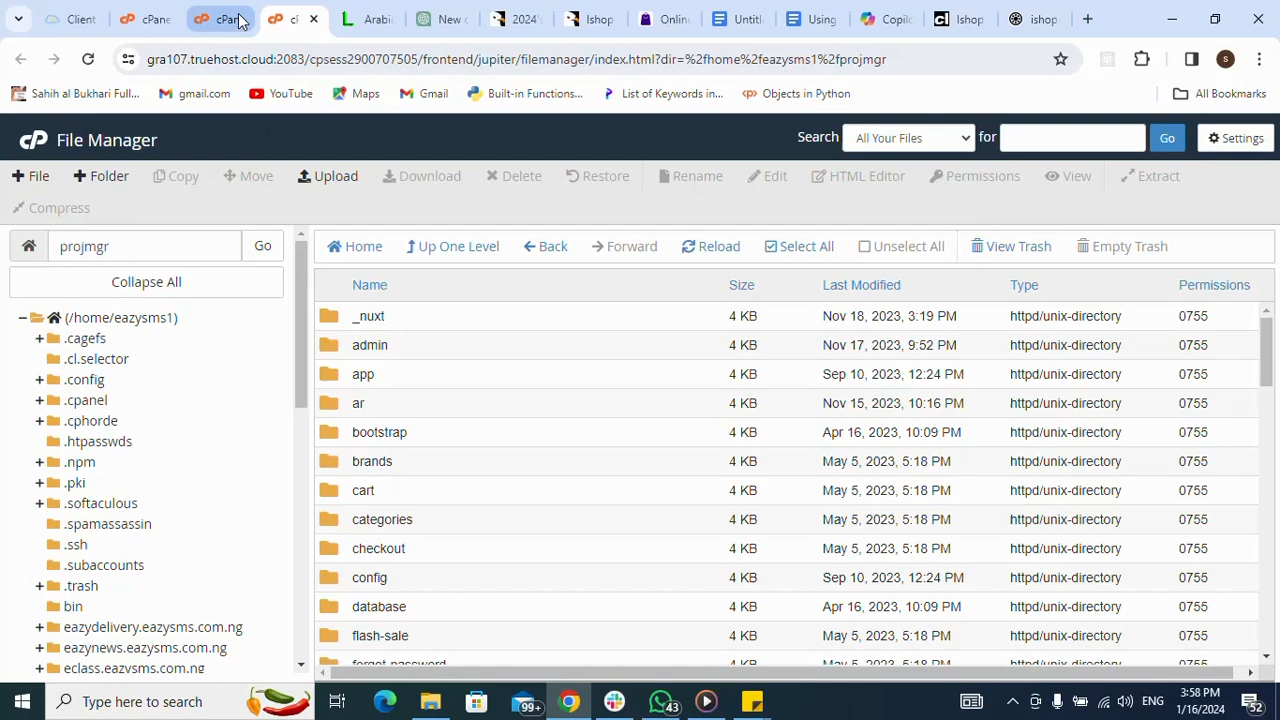 Client
cPane
cPan
cI
Arabi
New c
2024'
Ishop
Onlin
Untitl
Using
Copil
Ishop
ishop
gra107.truehost.cloud:2083/cpsess2900707505/frontend/jupiter/filemanager/index.html?dir=%2fhome%2feazysms1%2fprojmgr
S
Sahih al Bukhari Full...
gmail.com
YouTube
Maps
Gmail
Built-in Functions...
List of Keywords in...
Objects in Python
All Bookmarks
cP File Manager
Search All Your Files for Go Settings
File Folder Copy Move Upload Download Delete Restore Rename Edit HTML Editor Permissions View Extract
Compress
projmgr Go
Home Up One Level Back Forward Reload Select All Unselect All View Trash Empty Trash
Collapse All
(/home/eazysms1)
.cagefs
.cl.selector
.config
.cpanel
.cphorde
.htpasswds
.npm
.pki
.softaculous
.spamassassin
.ssh
.subaccounts
.trash
bin
eazydelivery.eazysms.com.ng
eazynews.eazysms.com.ng
eclass.eazysms.com.ng
Name Size Last Modified Type Permissions
_nuxt 4 KB Nov 18, 2023, 3:19 PM httpd/unix-directory 0755
admin 4 KB Nov 17, 2023, 9:52 PM httpd/unix-directory 0755
app 4 KB Sep 10, 2023, 12:24 PM httpd/unix-directory 0755
ar 4 KB Nov 15, 2023, 10:16 PM httpd/unix-directory 0755
bootstrap 4 KB Apr 16, 2023, 10:09 PM httpd/unix-directory 0755
brands 4 KB May 5, 2023, 5:18 PM httpd/unix-directory 0755
cart 4 KB May 5, 2023, 5:18 PM httpd/unix-directory 0755
categories 4 KB May 5, 2023, 5:18 PM httpd/unix-directory 0755
checkout 4 KB May 5, 2023, 5:18 PM httpd/unix-directory 0755
config 4 KB Sep 10, 2023, 12:24 PM httpd/unix-directory 0755
database 4 KB Apr 16, 2023, 10:09 PM httpd/unix-directory 0755
flash-sale 4 KB May 5, 2023, 5:18 PM httpd/unix-directory 0755
forgot-password
Type here to search
99+
43
ENG
3:58 PM
1/16/2024
52